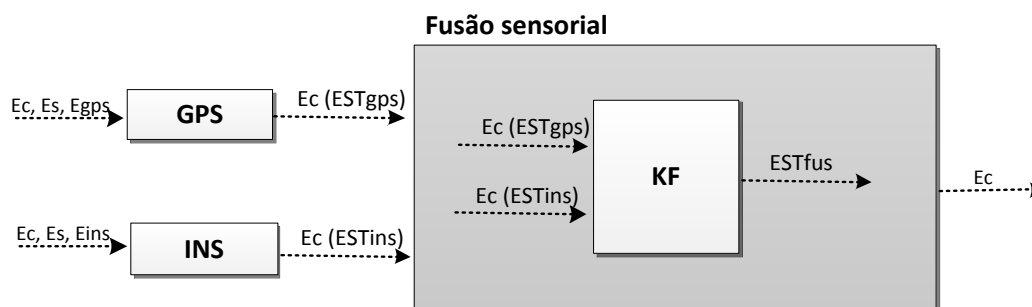 Fusão sensorial
Ec, Es, Egps
GPS
Ec (ESTgps)
Ec (ESTgps)
KF
ESTfus
Ec
Ec (ESTins)
Ec, Es, Eins
INS
Ec (ESTins)